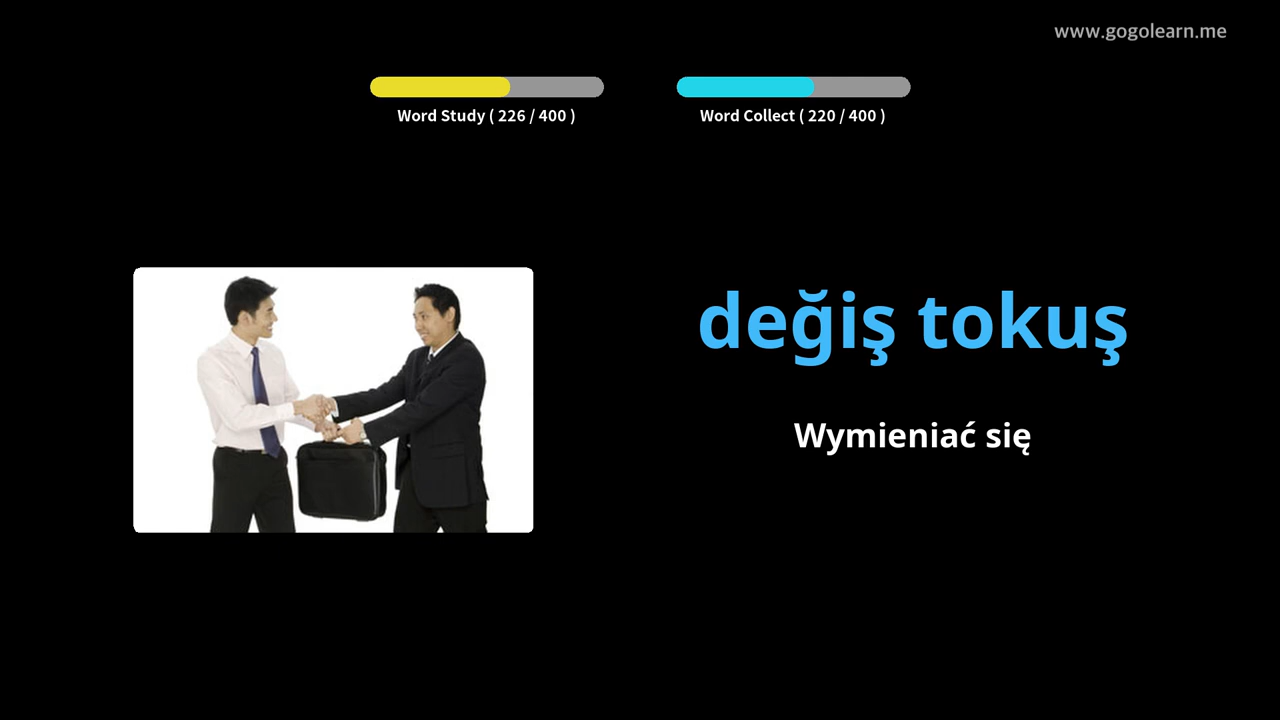 www.gogolearn.me
Word Study ( 226 / 400 )
Word Collect ( 220 / 400 )
değiş tokuş
Wymieniać się